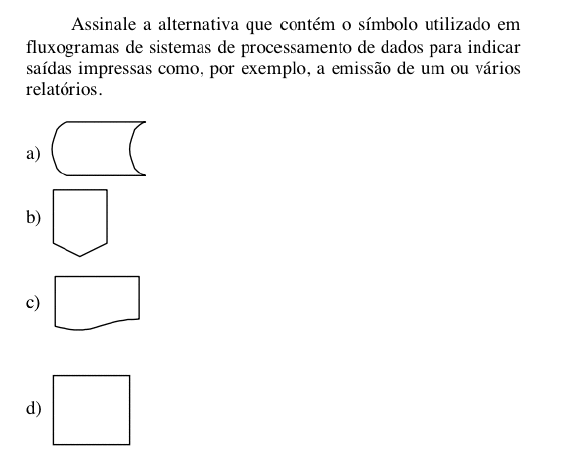 Assinale a alternativa que contém o símbolo utilizado em
fluxogramas de sistemas de processamento de dados para indicar
saídas impressas como, por exemplo, a emissão de um ou vários
relatórios.
a)
b)
c)
d)